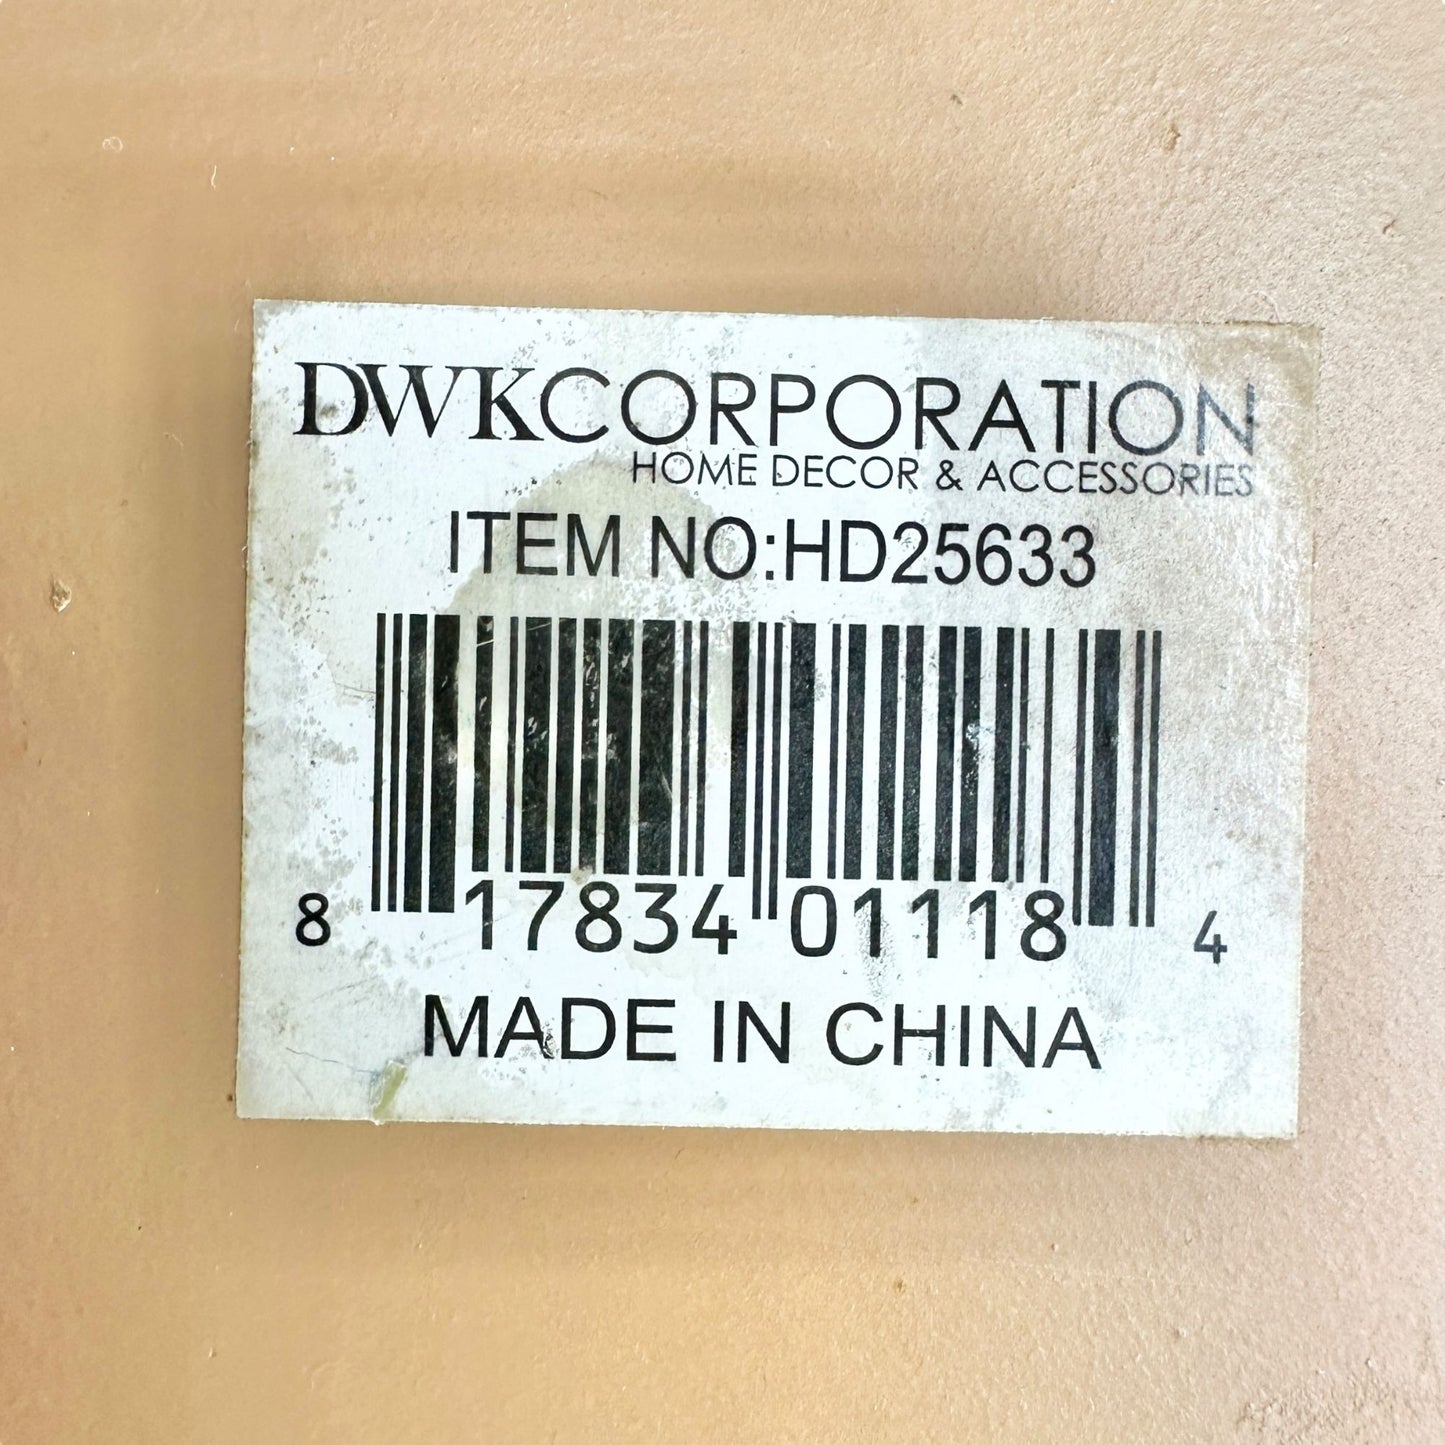 DWKCORPORATION
HOME DECOR & ACCESSORIES
ITEM NO:HD25633
8 17834 01118 4
MADE IN CHINA